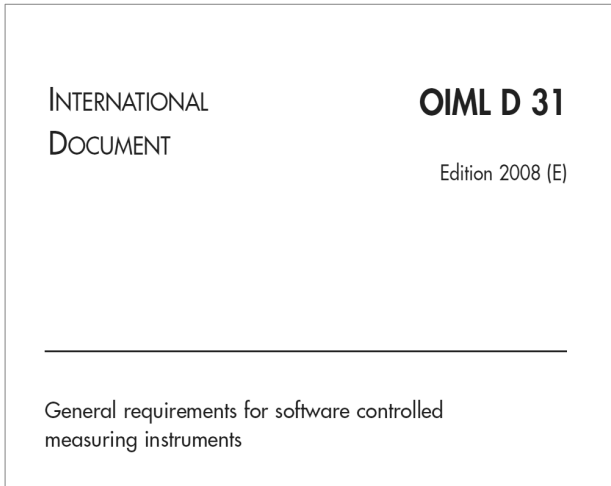 INTERNATIONAL
DOCUMENT
OIML D 31
Edition 2008 (E)
General requirements for software controlled
measuring instruments